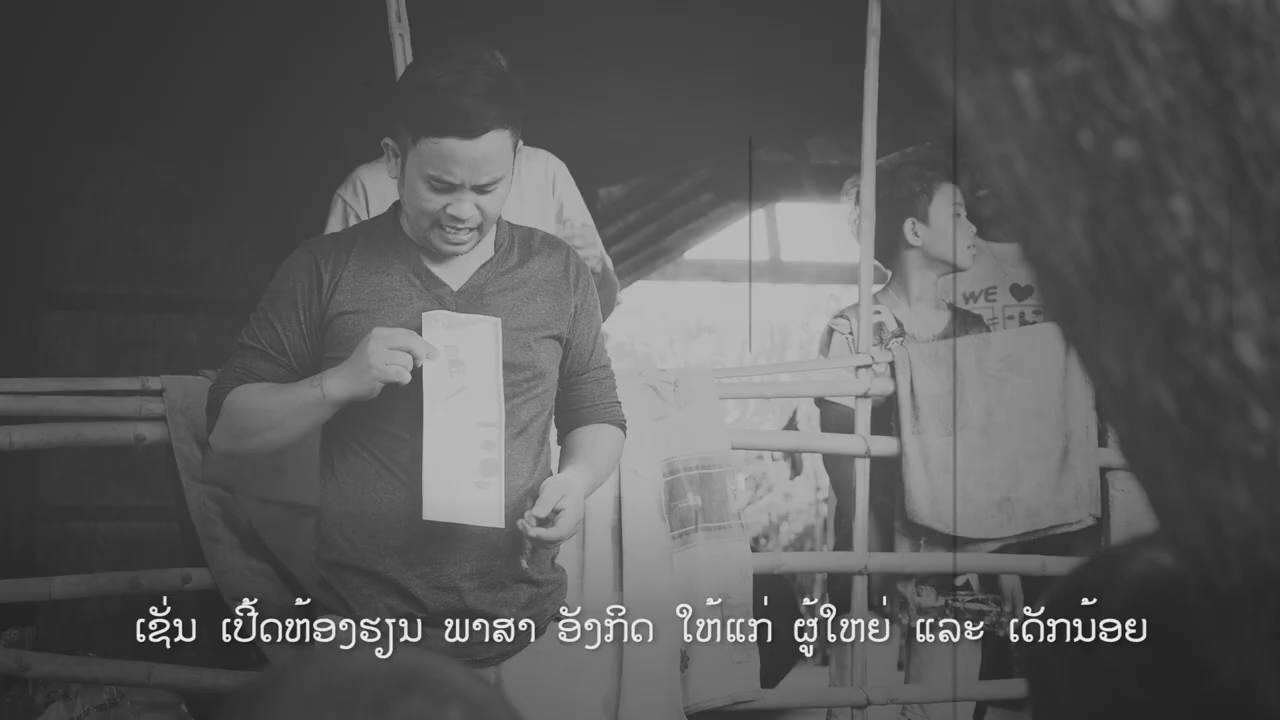 WE ♥
ເຊັ່ນ ເປີດຫ້ອງຮຽນ ພາສາ ອັງກິດ ໃຫ້ແກ່ ຜູ້ໃຫຍ່ ແລະ ເດັກນ້ອຍ